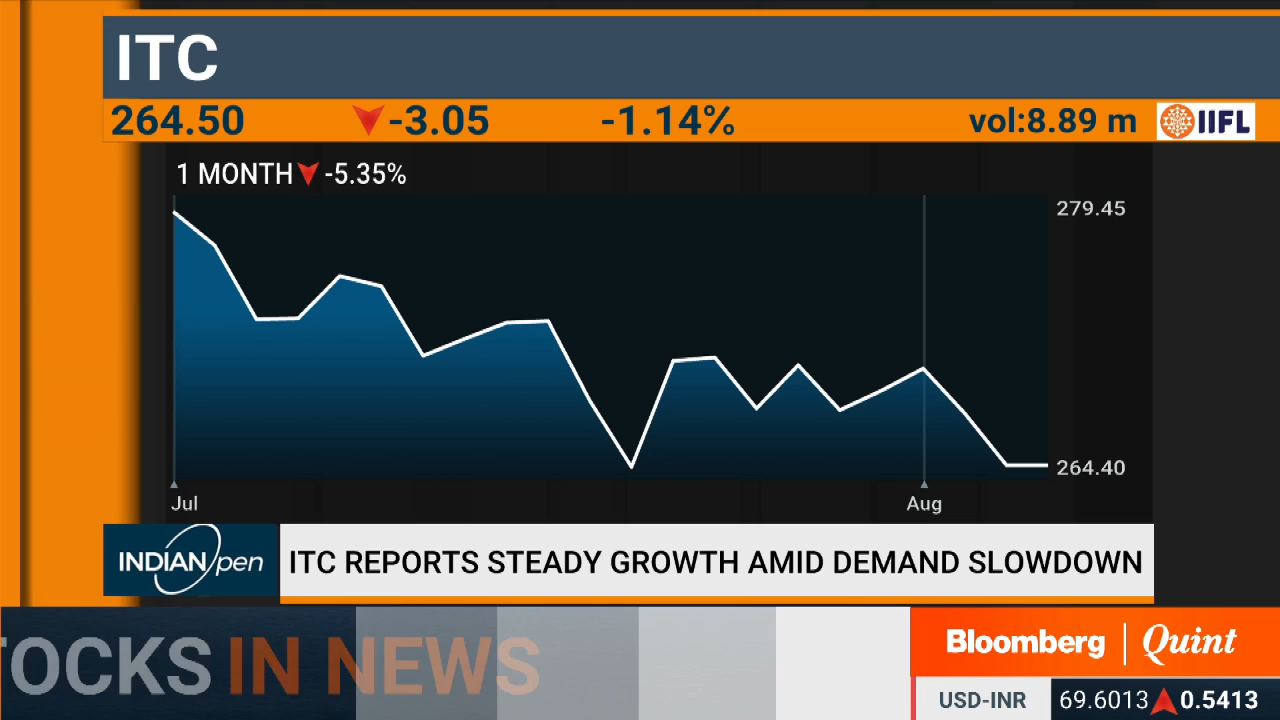 ITC
264.50 -3.05 -1.14% vol:8.89 m IIFL
1 MONTH -5.35%
279.45
264.40
Jul Aug
INDIAN Open ITC REPORTS STEADY GROWTH AMID DEMAND SLOWDOWN
TOCKS IN NEWS
Bloomberg | Quint
USD-INR 69.6013 0.5413